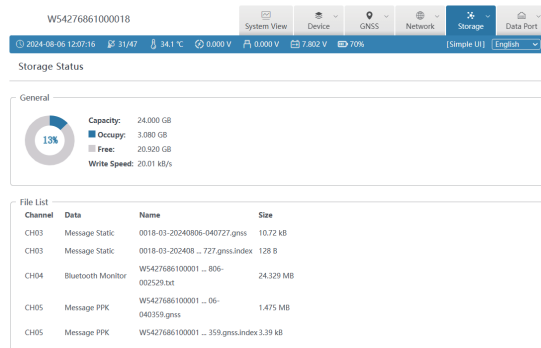 W54276861000018
System View
Device
GNSS
Network
Storage
Data Port
2024-08-06 12:07:16 31/47 34.1 ℃ 0.000 V 0.000 V 7.802 V 70% [Simple UI] English
Storage Status
General
13%
Capacity: 24.000 GB
Occupy: 3.080 GB
Free: 20.920 GB
Write Speed: 20.01 kB/s
File List
Channel Data Name Size
CH03 Message Static 0018-03-20240806-040727.gnss 10.72 kB
CH03 Message Static 0018-03-202408 ... 727.gnss.index 128 B
CH04 Bluetooth Monitor W5427686100001 ... 806-
002529.txt 24.329 MB
CH05 Message PPK W5427686100001 ... 06-
040359.gnss 1.475 MB
CH05 Message PPK W5427686100001 ... 359.gnss.index 3.39 kB